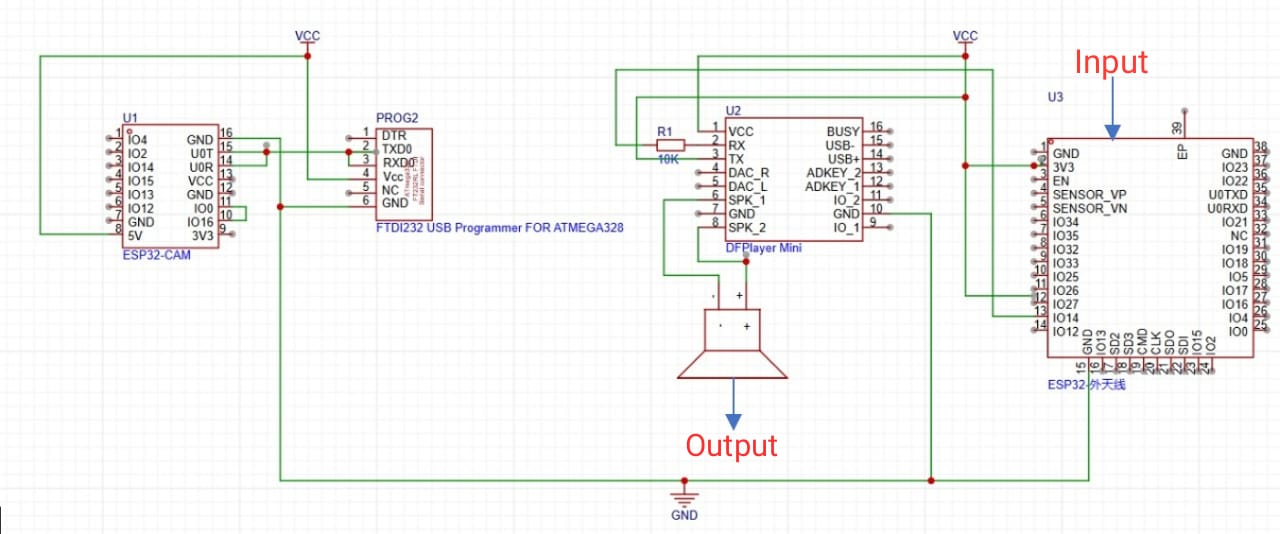 VCC
U1
1 IO4 GND 16
2 IO2 U0T 15
3 IO14 U0R 14
4 IO15 VCC 13
5 IO13 GND 12
6 IO12 IO0 11
7 GND IO16 10
8 5V 3V3 9
ESP32-CAM
PROG2
1 DTR
2 TXD0
3 RXD0
4 Vcc
5 NC
6 GND
Serial connector
FTDI232 USB Programmer FOR ATMEGA328
VCC
R1
10K
U2
1 VCC BUSY 16
2 RX USB- 15
3 TX USB+ 14
4 DAC_R ADKEY_2 13
5 DAC_L ADKEY_1 12
6 SPK_1 IO_2 11
7 GND GND 10
8 SPK_2 IO_1 9
DFPlayer Mini
- +
- +
Output
Input
U3
39
EP
1 GND GND 38
2 3V3 IO23 37
3 EN IO22 36
4 SENSOR_VP U0TXD 35
5 SENSOR_VN U0RXD 34
6 IO34 IO21 33
7 IO35 NC 32
8 IO32 IO19 31
9 IO33 IO18 30
10 IO25 IO5 29
11 IO26 IO17 28
12 IO27 IO16 27
13 IO14 IO4 26
14 IO12 IO0 25
GND IO13 SD2 SD3 CMD CLK SDO SDI IO15 IO2
15 16 17 18 19 20 21 22 23 24
ESP32-外天线
GND